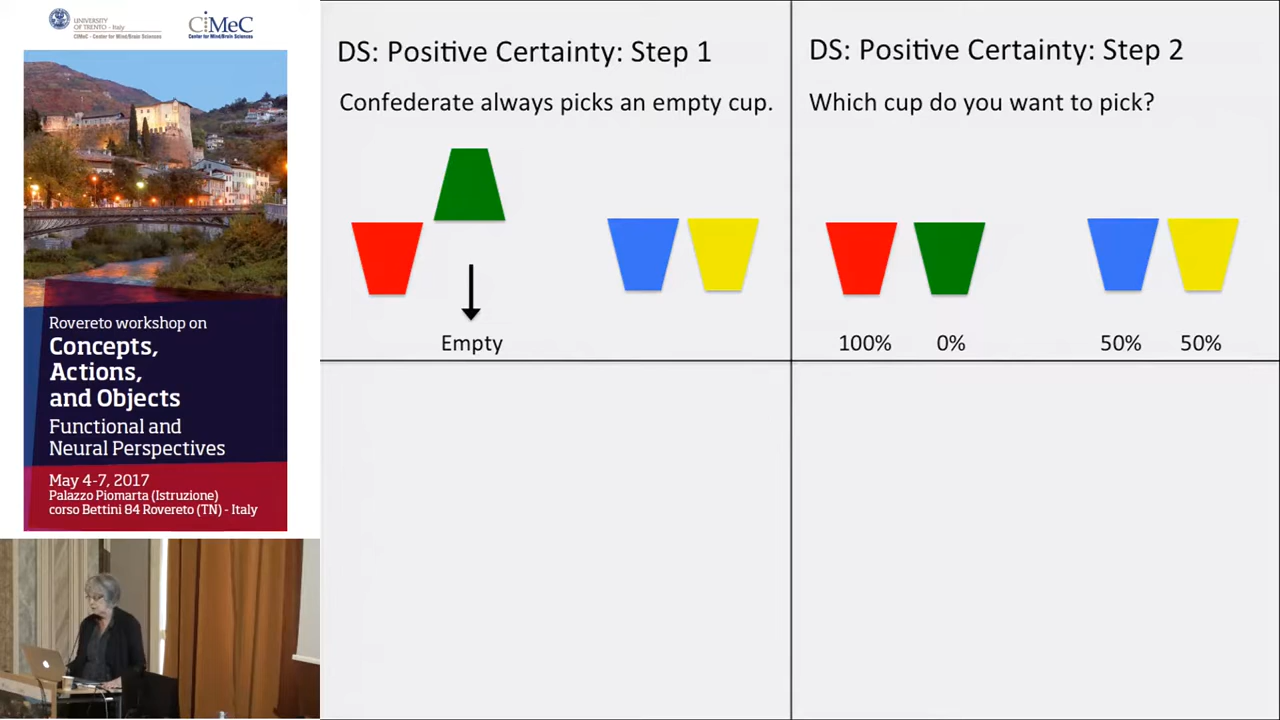 UNIVERSITY
OF TRENTO - Italy
CIMeC - Center for Mind/Brain Sciences
CiMeC
Center for Mind/Brain Sciences
Rovereto workshop on
Concepts,
Actions,
and Objects
Functional and
Neural Perspectives
May 4-7, 2017
Palazzo Piomarta (Istruzione)
corso Bettini 84 Rovereto (TN) - Italy
DS: Positive Certainty: Step 1
Confederate always picks an empty cup.
Empty
DS: Positive Certainty: Step 2
Which cup do you want to pick?
100% 0% 50% 50%